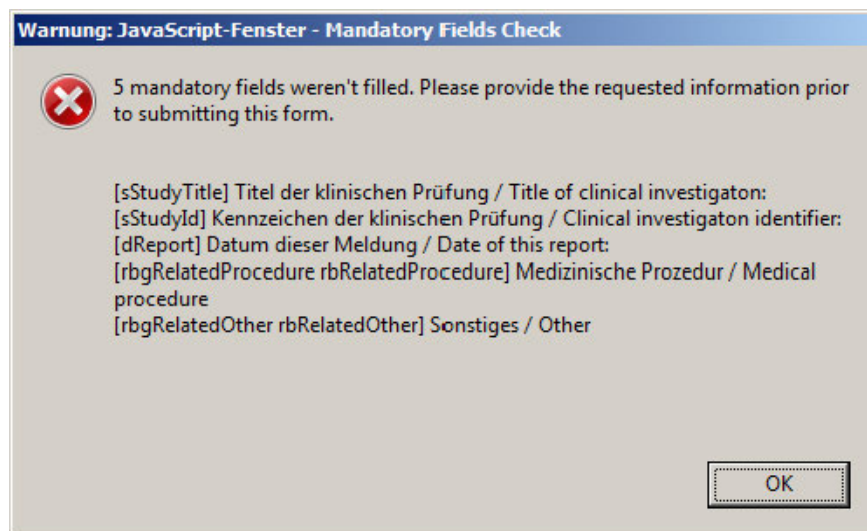 Warnung: JavaScript-Fenster - Mandatory Fields Check
5 mandatory fields weren't filled. Please provide the requested information prior
to submitting this form.
[sStudyTitle] Titel der klinischen Prüfung / Title of clinical investigaton:
[sStudyId] Kennzeichen der klinischen Prüfung / Clinical investigaton identifier:
[dReport] Datum dieser Meldung / Date of this report:
[rbgRelatedProcedure rbRelatedProcedure] Medizinische Prozedur / Medical
procedure
[rbgRelatedOther rbRelatedOther] Sonstiges / Other
OK